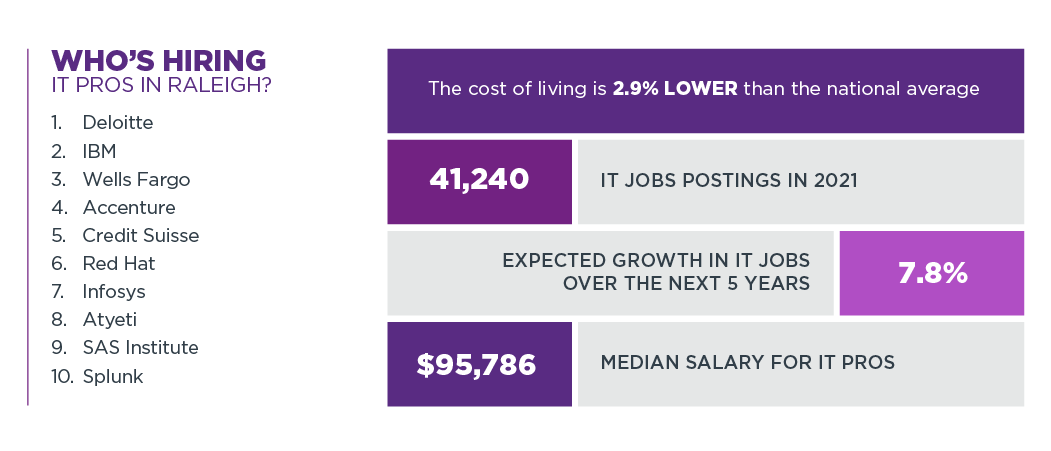 WHO'S HIRING
IT PROS IN RALEIGH?
1. Deloitte
2. IBM
3. Wells Fargo
4. Accenture
5. Credit Suisse
6. Red Hat
7. Infosys
8. Atyeti
9. SAS Institute
10. Splunk
The cost of living is 2.9% LOWER than the national average
41,240
IT JOBS POSTINGS IN 2021
EXPECTED GROWTH IN IT JOBS
OVER THE NEXT 5 YEARS
7.8%
$95,786
MEDIAN SALARY FOR IT PROS